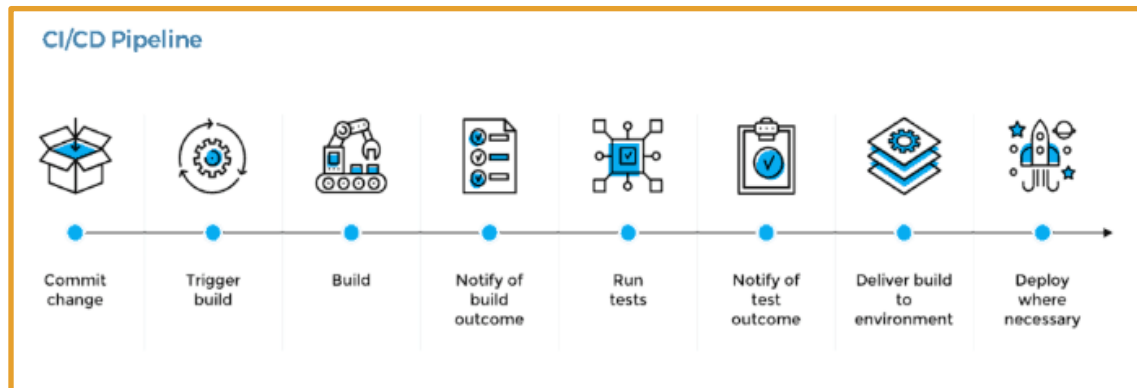 CI/CD Pipeline
Commit
change
Trigger
build
Build
Notify of
build
outcome
Run
tests
Notify of
test
outcome
Deliver build
to
environment
Deploy
where
necessary